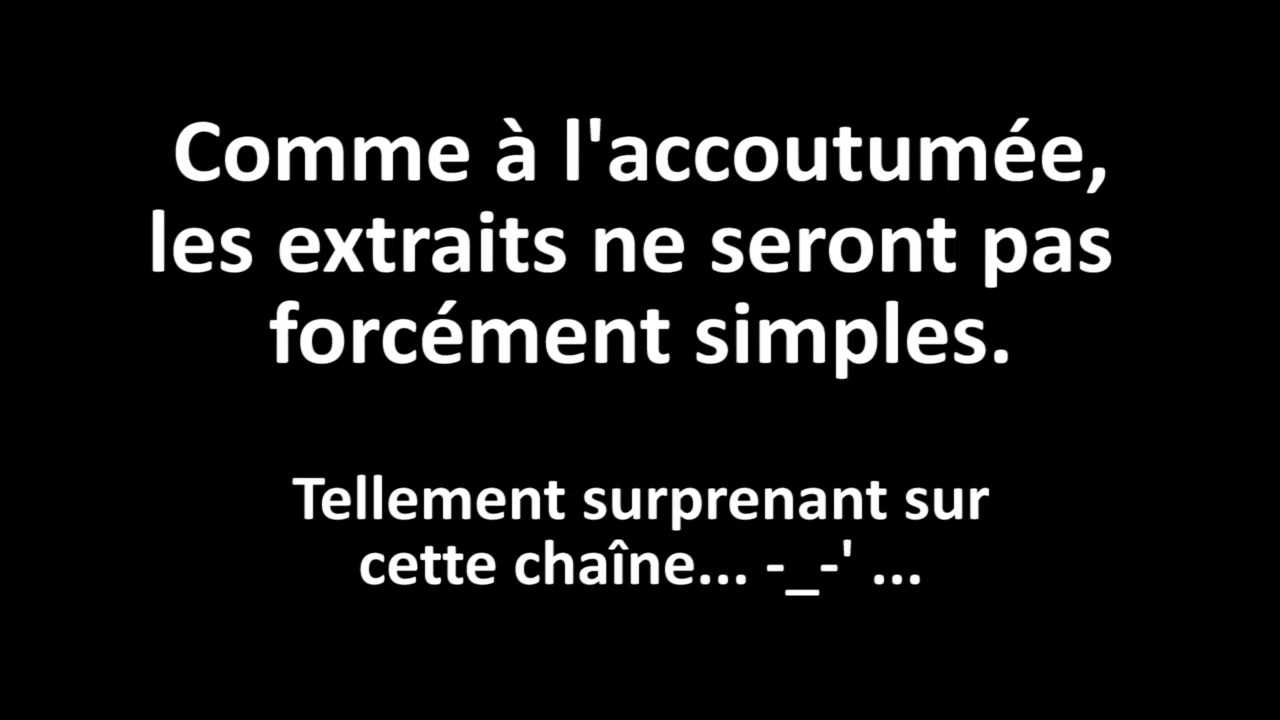 Comme à l'accoutumée,
les extraits ne seront pas
forcément simples.
Tellement surprenant sur
cette chaîne... -_-' ...